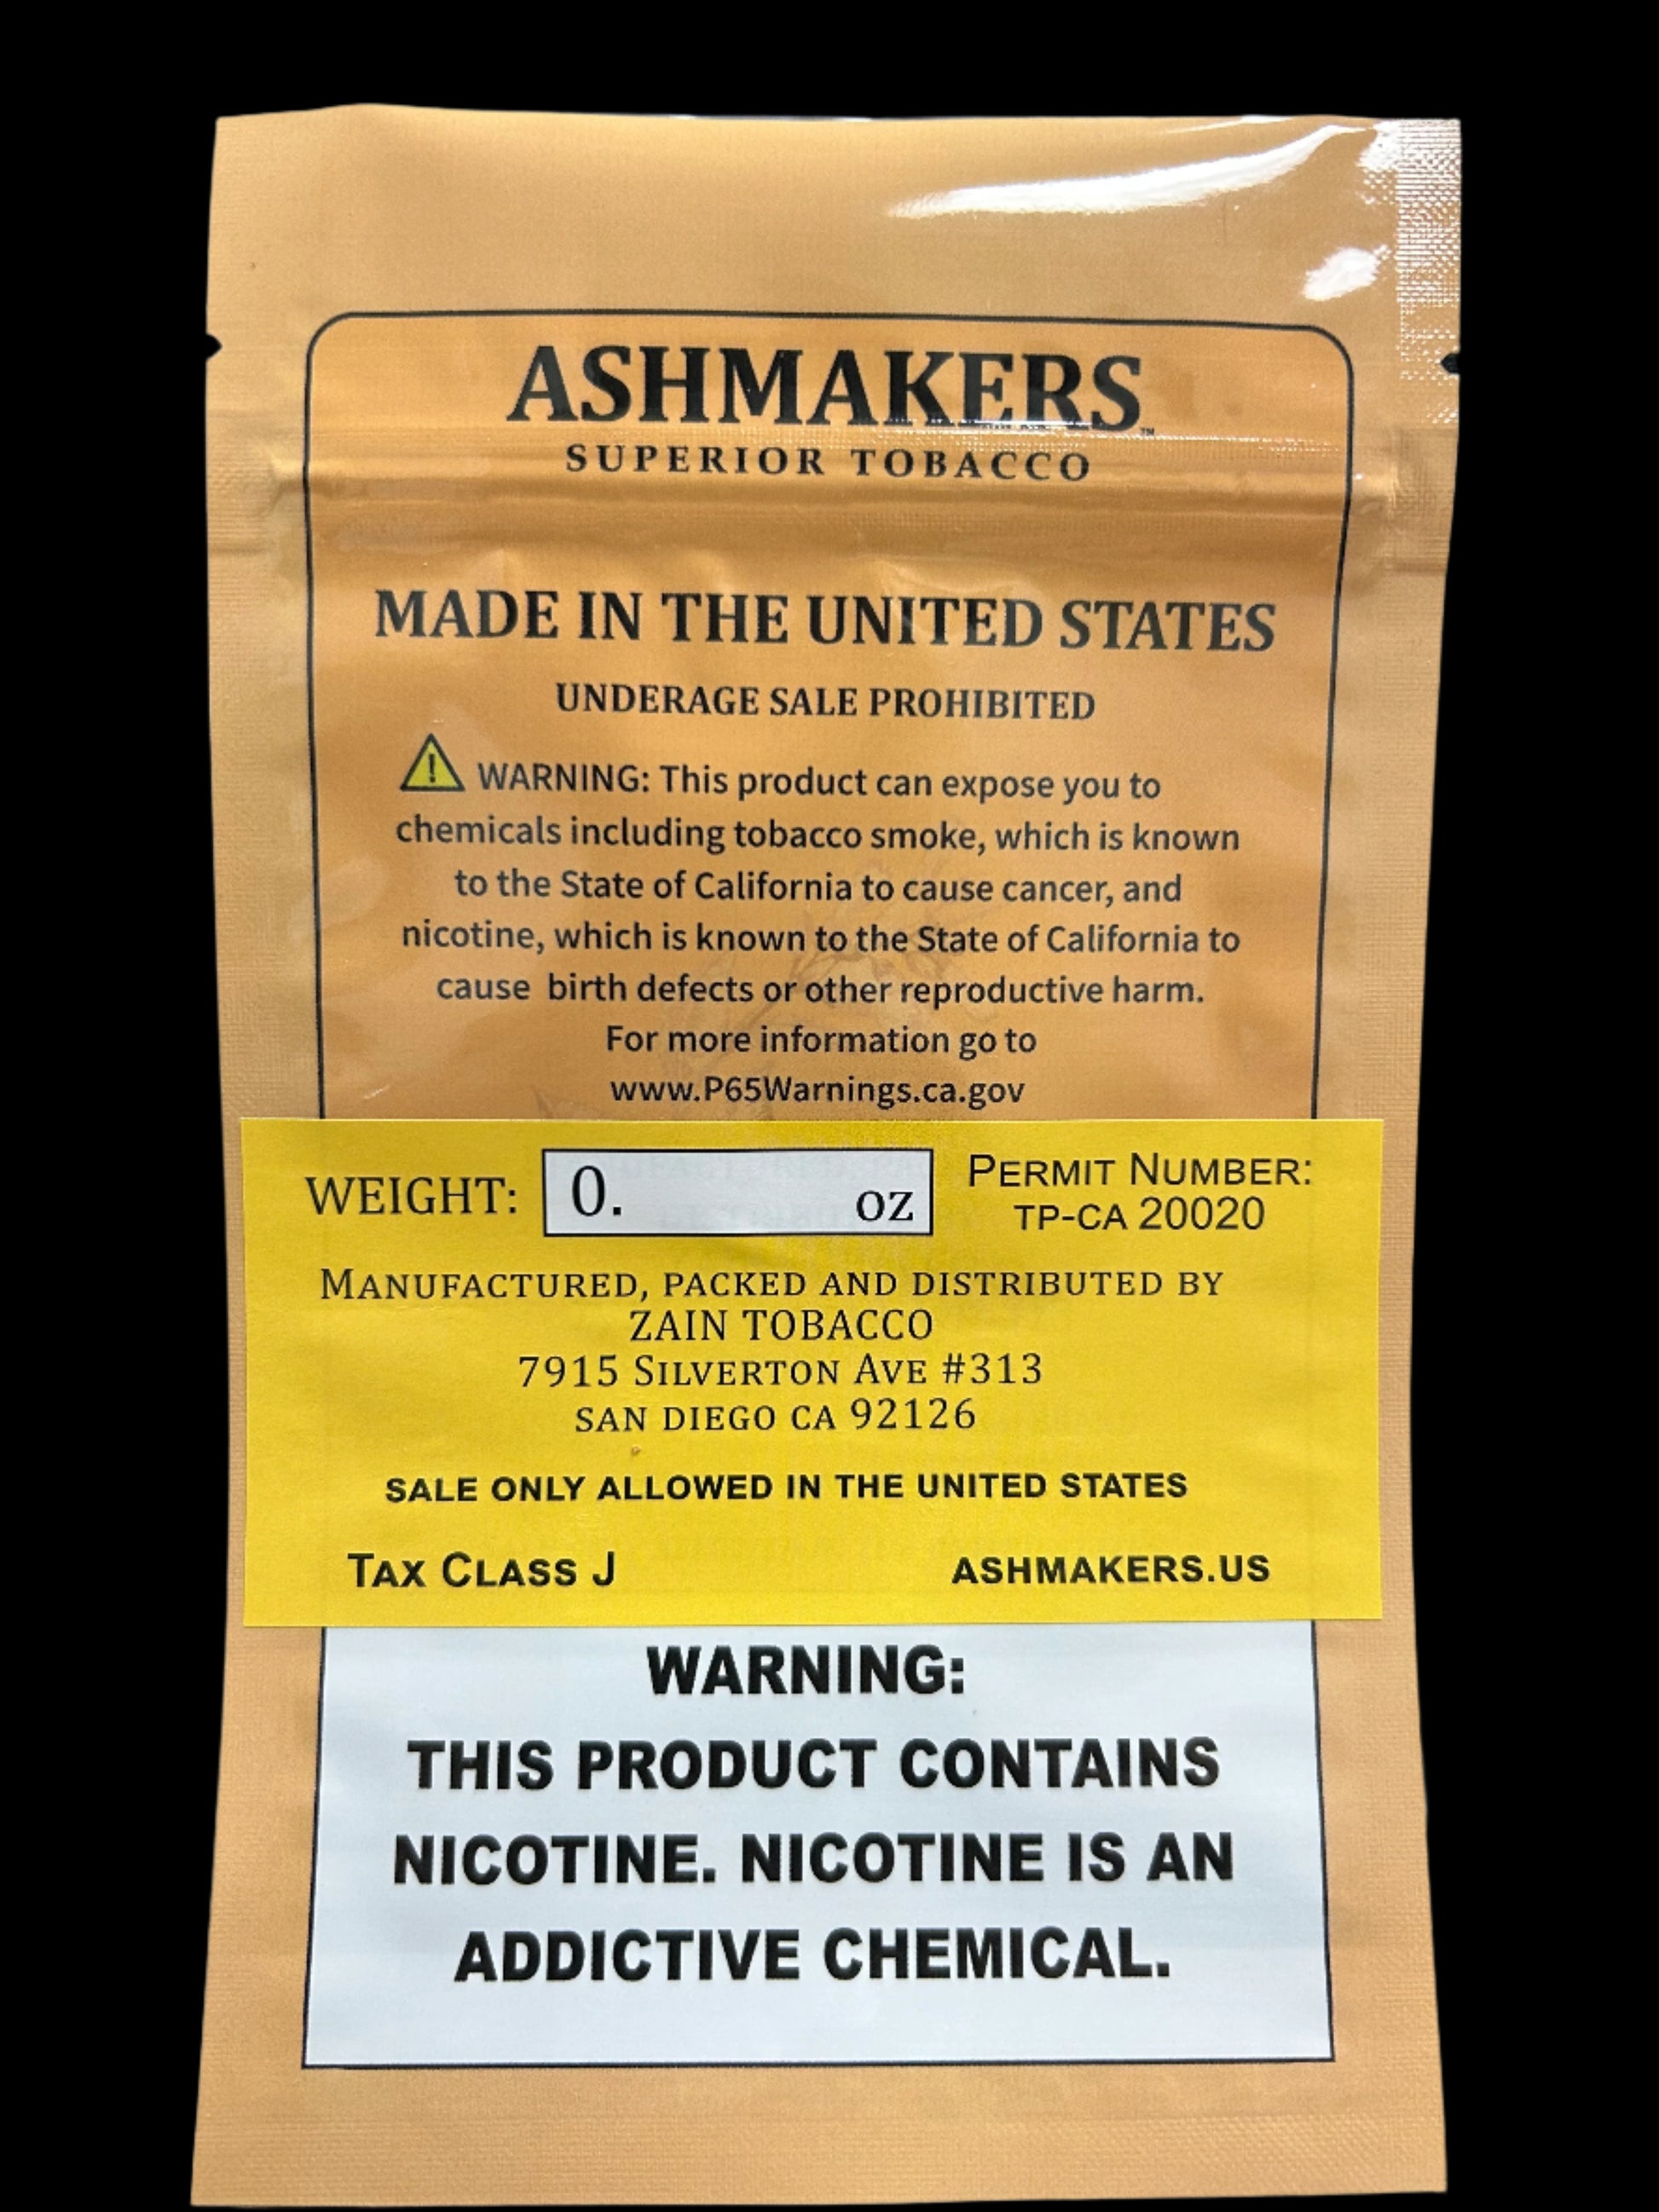 ASHMAKERS™
SUPERIOR TOBACCO
MADE IN THE UNITED STATES
UNDERAGE SALE PROHIBITED
WARNING: This product can expose you to
chemicals including tobacco smoke, which is known
to the State of California to cause cancer, and
nicotine, which is known to the State of California to
cause birth defects or other reproductive harm.
For more information go to
www.P65Warnings.ca.gov
WEIGHT: 0. oz
PERMIT NUMBER:
TP-CA 20020
MANUFACTURED, PACKED AND DISTRIBUTED BY
ZAIN TOBACCO
7915 SILVERTON AVE #313
SAN DIEGO CA 92126
SALE ONLY ALLOWED IN THE UNITED STATES
TAX CLASS J
ASHMAKERS.US
WARNING:
THIS PRODUCT CONTAINS
NICOTINE. NICOTINE IS AN
ADDICTIVE CHEMICAL.